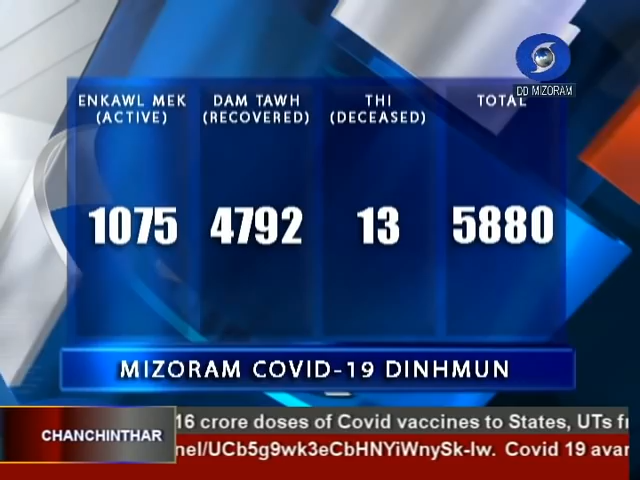 DD MIZORAM
ENKAWL MEK
(ACTIVE)
DAM TAWH
(RECOVERED)
THI
(DECEASED)
TOTAL
1075 4792 13 5880
MIZORAM COVID-19 DINHMUN
16 crore doses of Covid vaccines to States, UTs fr
CHANCHINTHAR
nel/UCb5g9wk3eCbHNYiWnySk-lw. Covid 19 avan